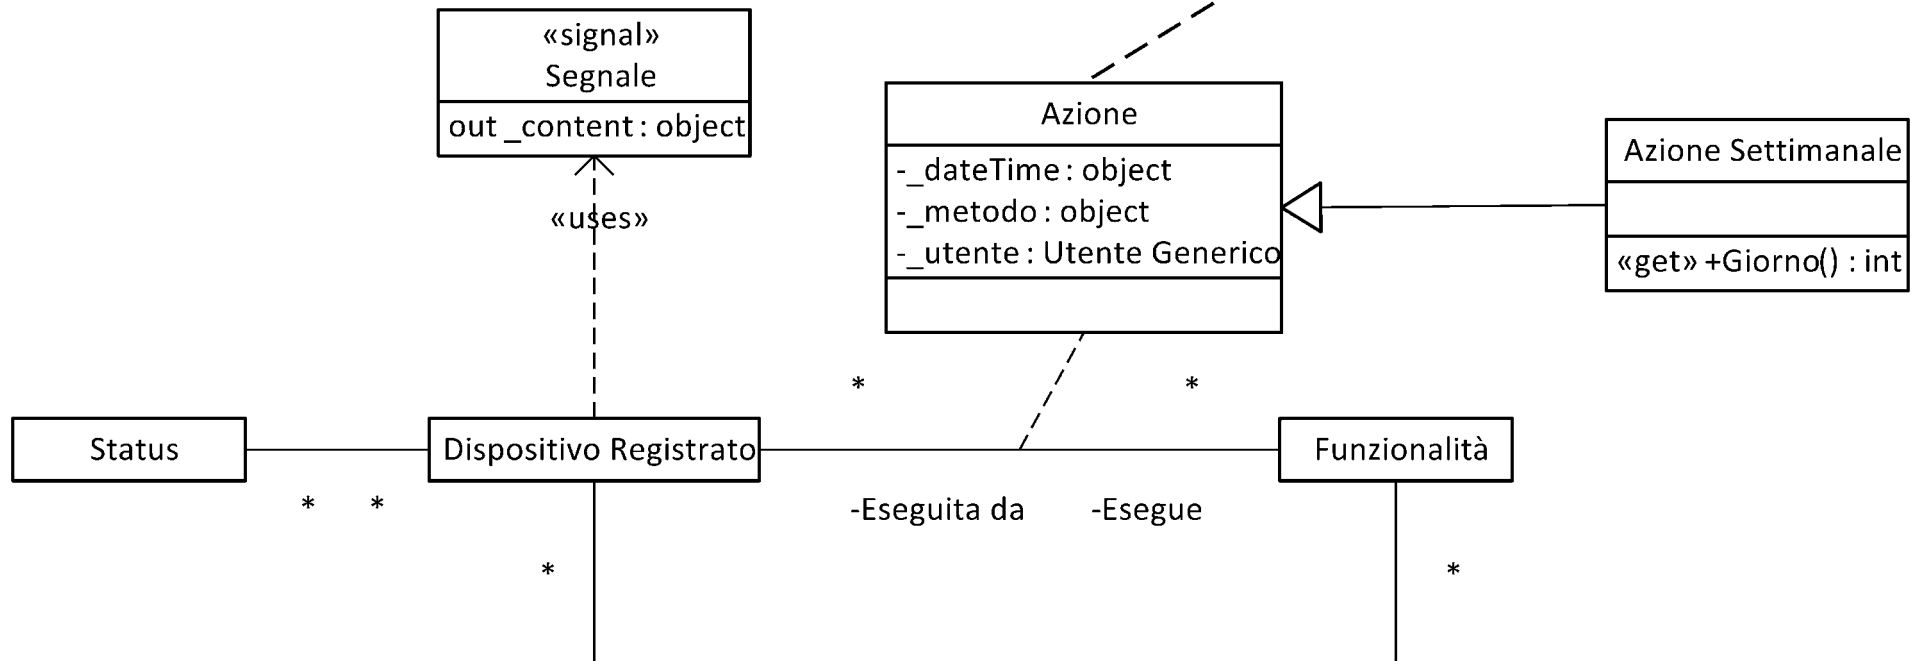 «signal»
Segnale
out _content : object
«uses»
Azione
-_dateTime : object
-_metodo : object
-_utente : Utente Generico
Azione Settimanale
«get» +Giorno() : int
* *
Status
Dispositivo Registrato
Funzionalità
* *
-Eseguita da
-Esegue
* *